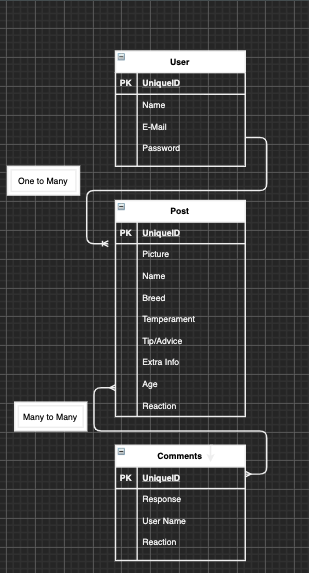 User
PK UniqueID
Name
E-Mail
Password
One to Many
Post
PK UniqueID
Picture
Name
Breed
Temperament
Tip/Advice
Extra Info
Age
Reaction
Many to Many
Comments
PK UniqueID
Response
User Name
Reaction